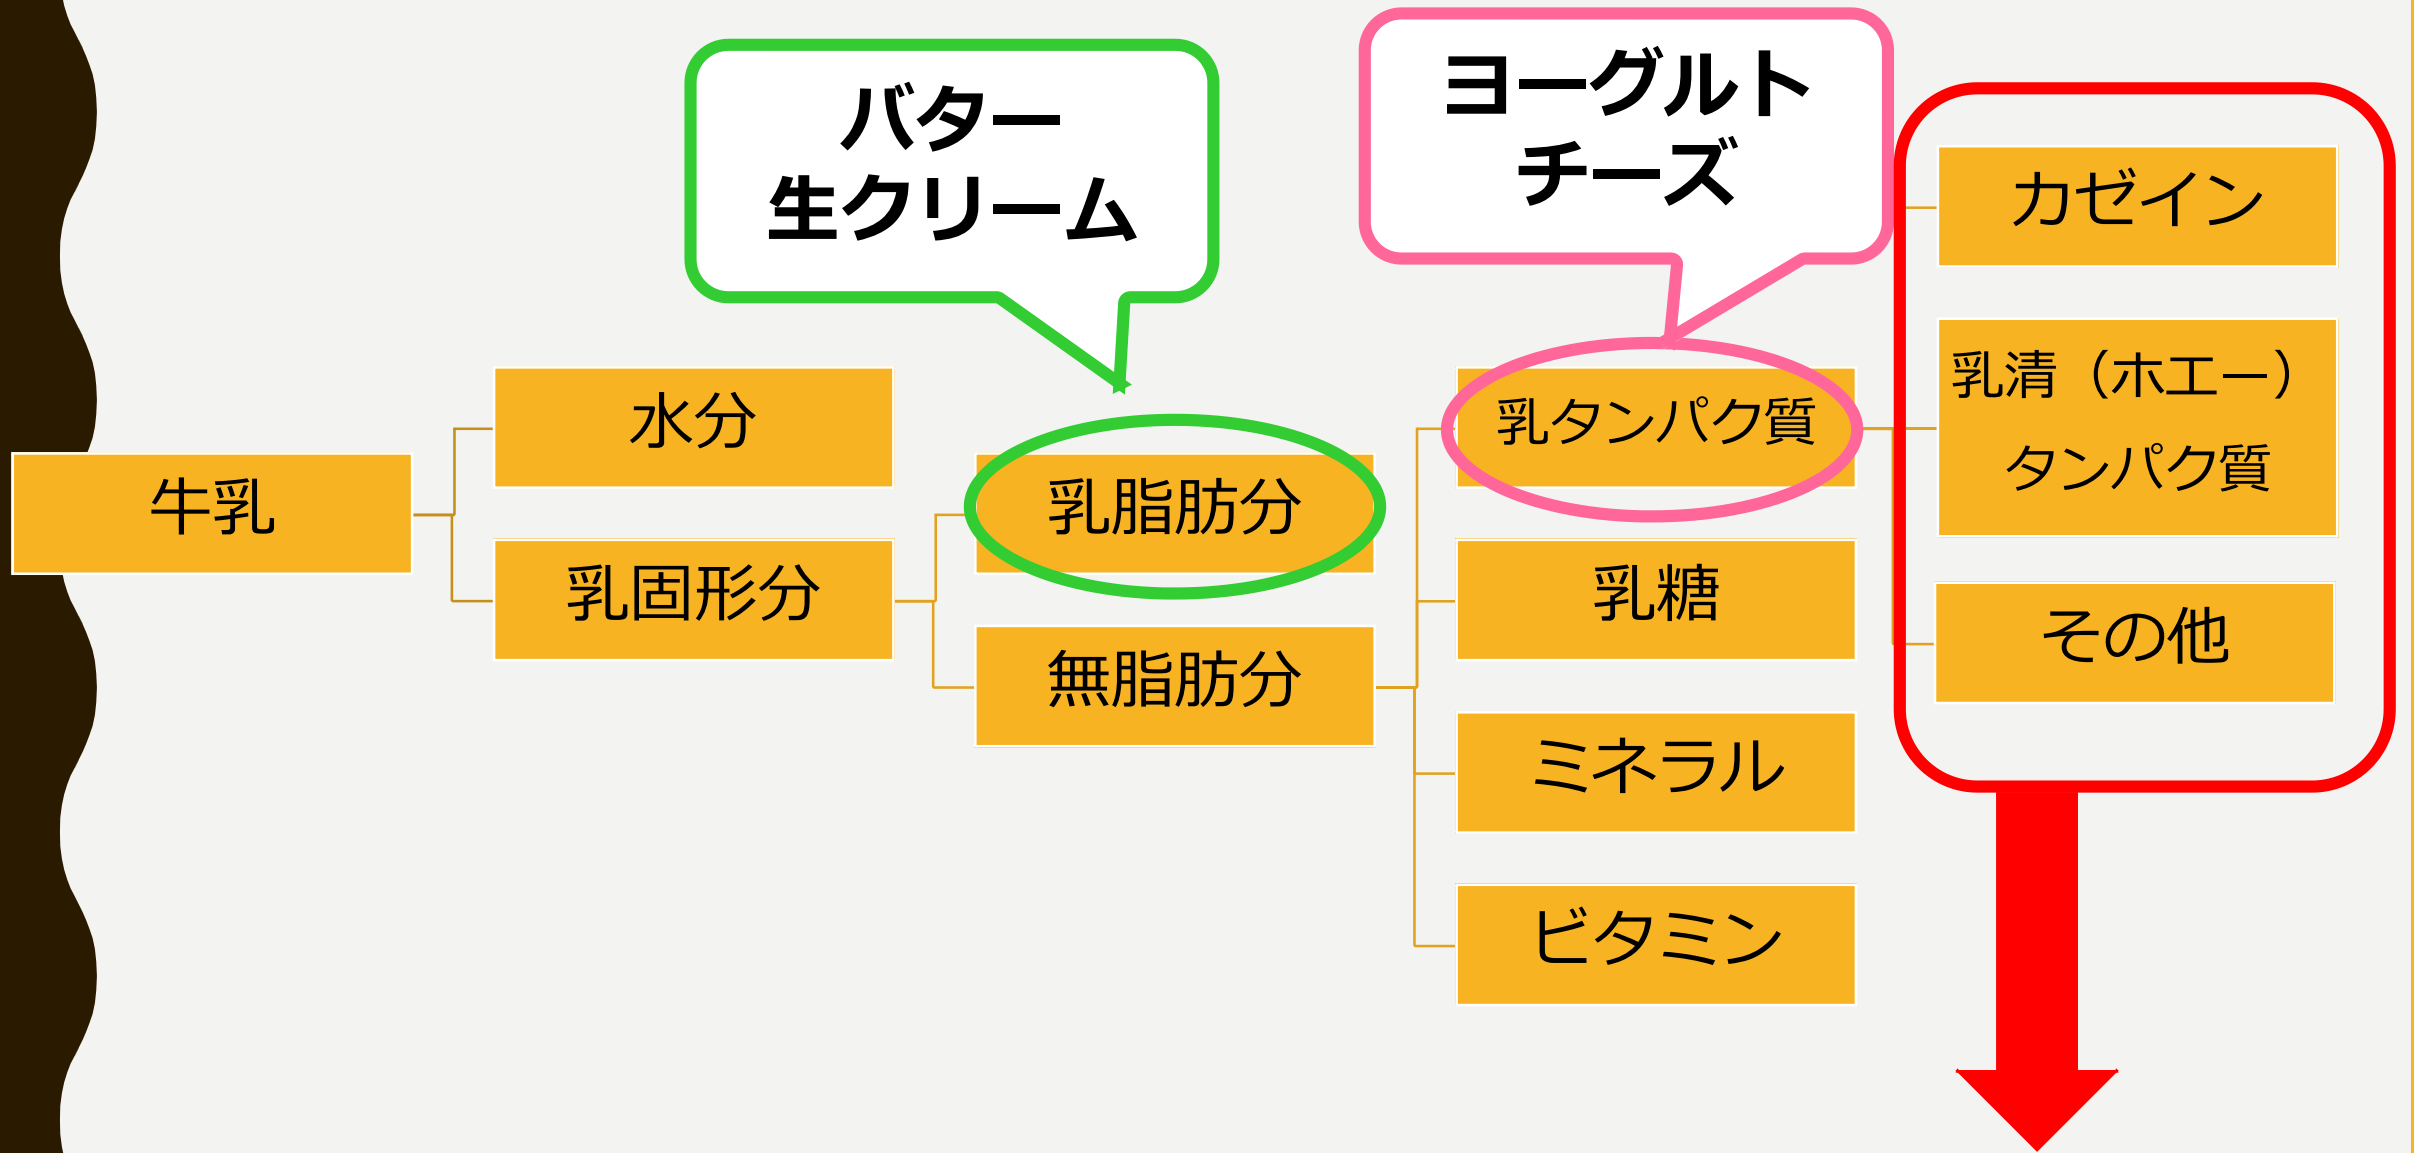 バター
生クリーム
ヨーグルト
チーズ
牛乳
水分
乳固形分
乳脂肪分
無脂肪分
乳タンパク質
乳糖
ミネラル
ビタミン
カゼイン
乳清（ホエー）
タンパク質
その他